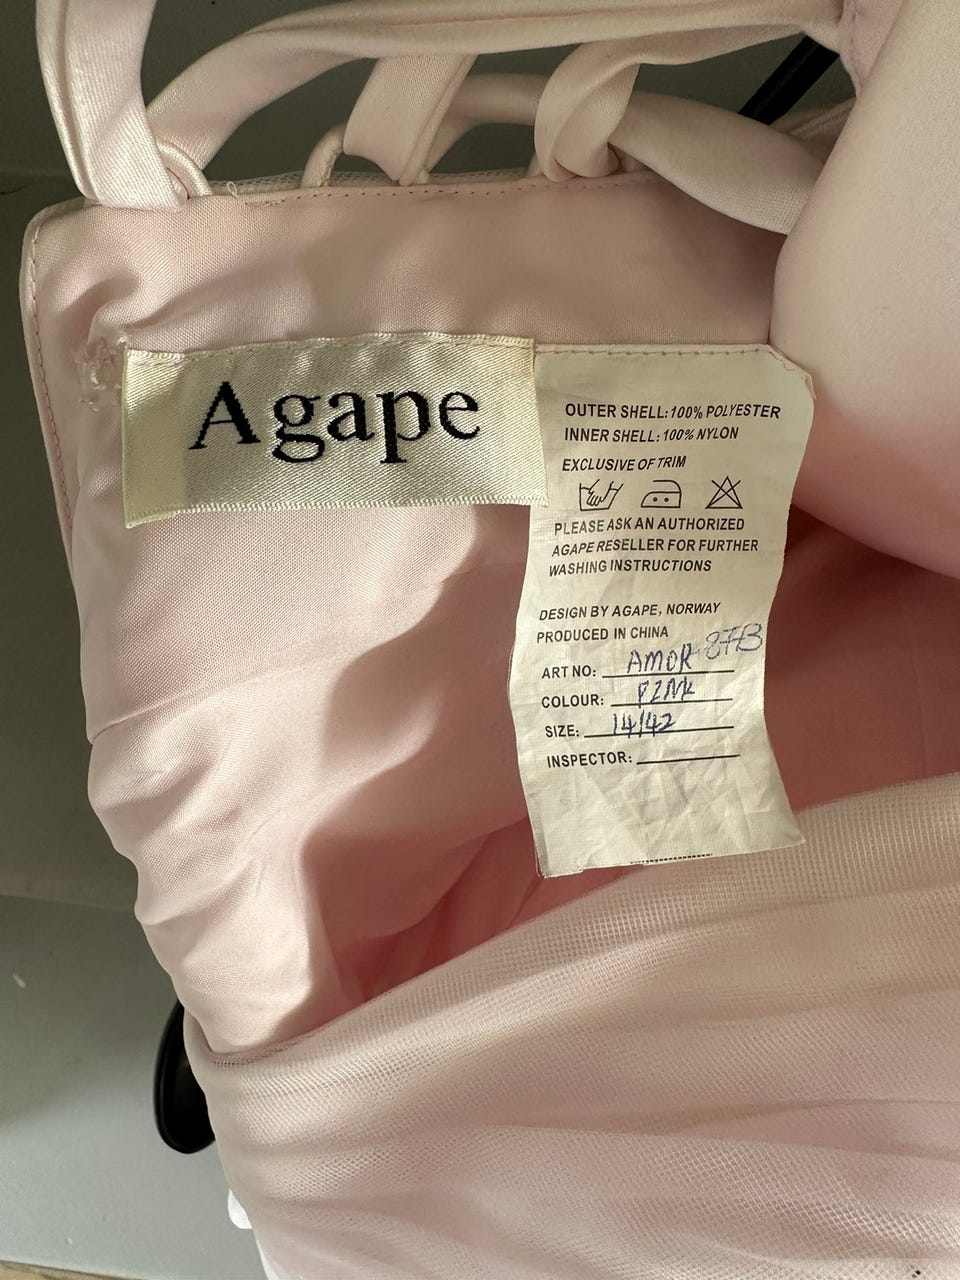 Agape
OUTER SHELL: 100% POLYESTER
INNER SHELL: 100% NYLON
EXCLUSIVE OF TRIM
PLEASE ASK AN AUTHORIZED
AGAPE RESELLER FOR FURTHER
WASHING INSTRUCTIONS
DESIGN BY AGAPE, NORWAY
PRODUCED IN CHINA
ART NO: AMOR-8743
COLOUR: PINK
SIZE: 14/42
INSPECTOR: